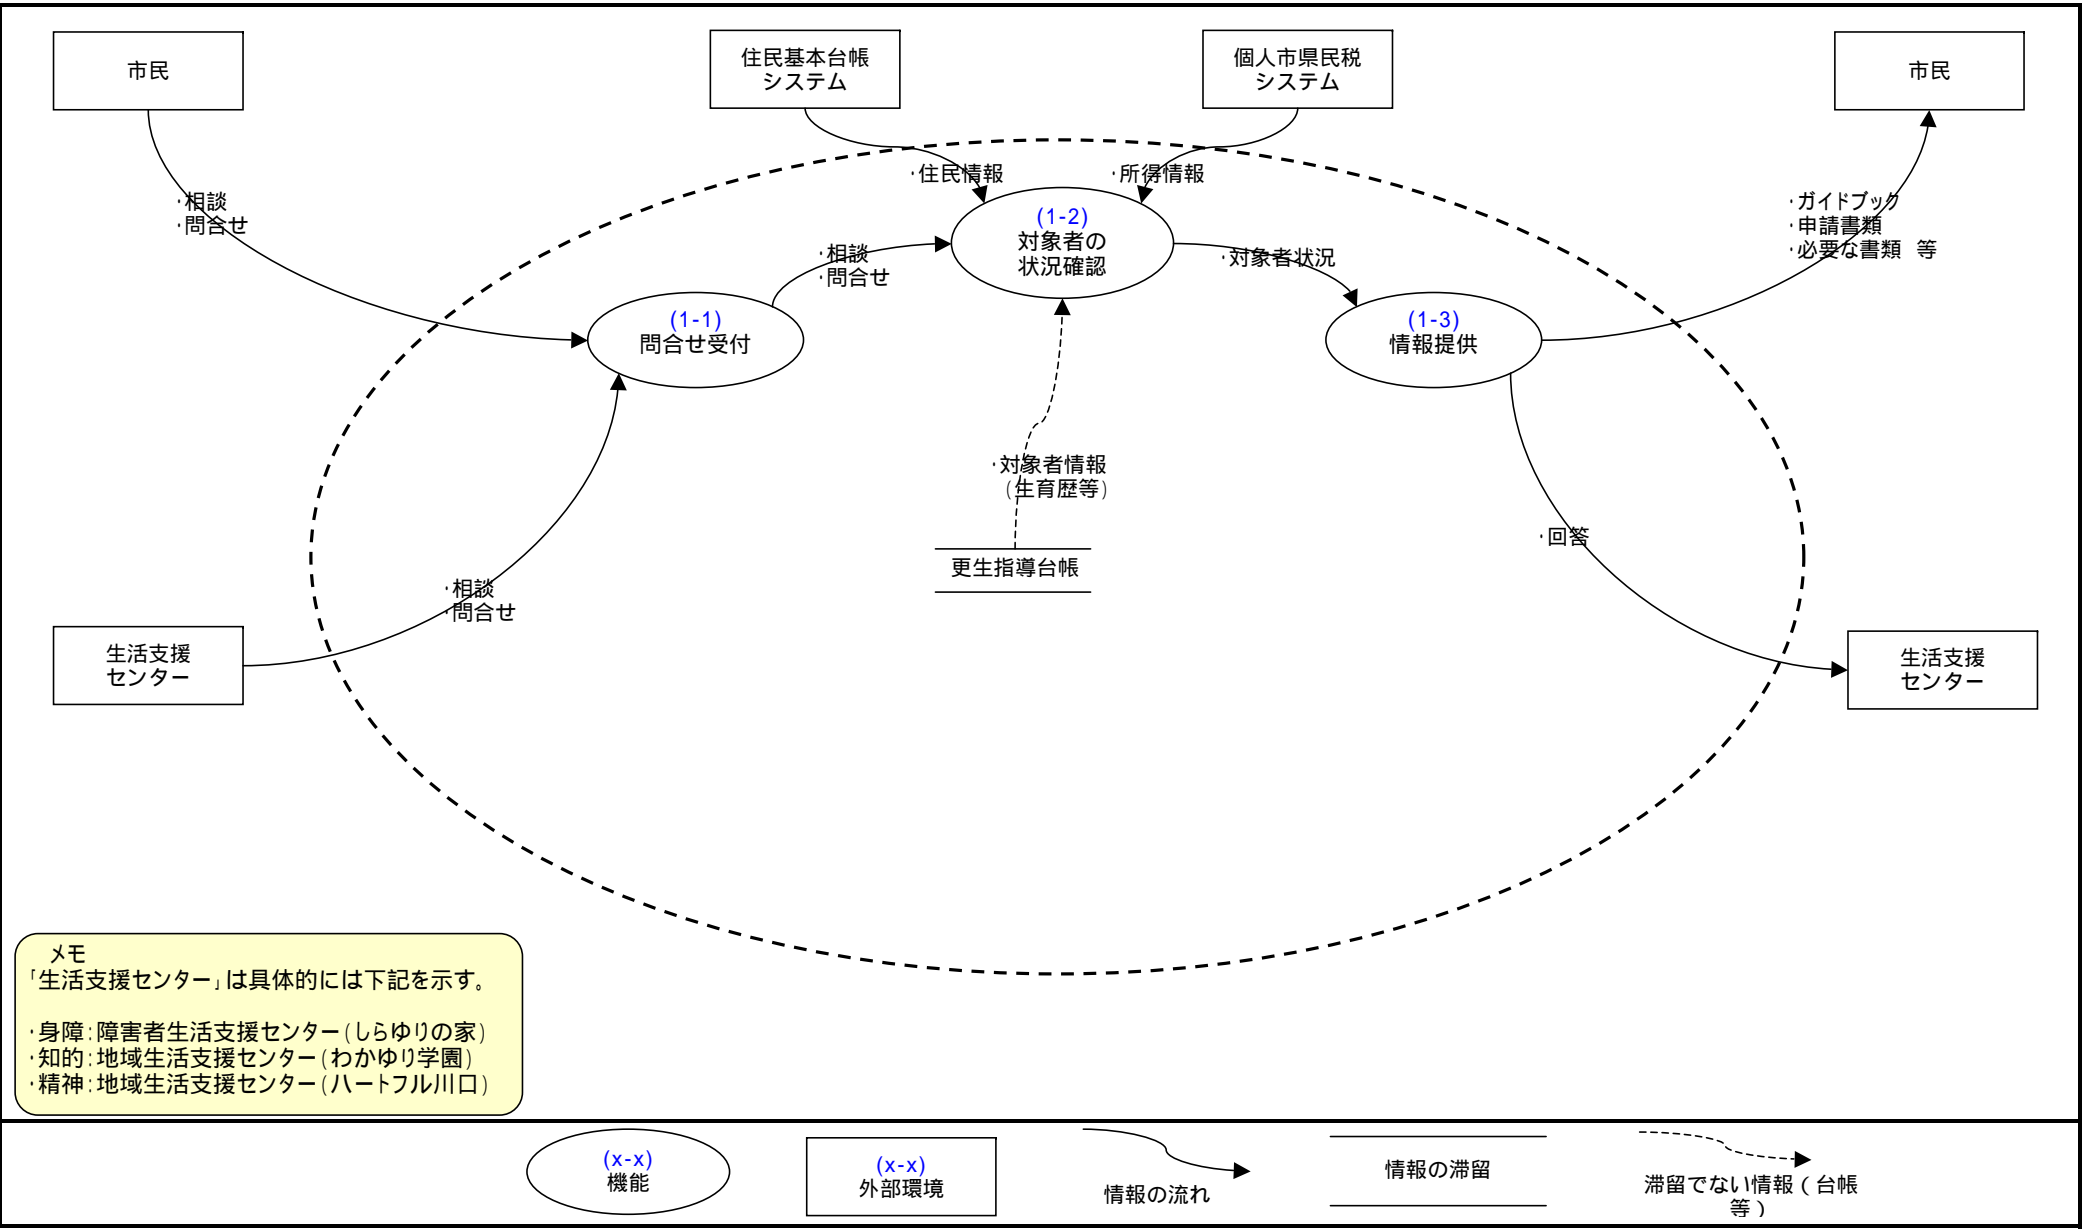 市民
住民基本台帳
システム
個人市県民税
システム
市民
・住民情報
・所得情報
・相談
・問合せ
・ガイドブック
・申請書類
・必要な書類 等
(1-2)
対象者の
状況確認
・相談
・問合せ
・対象者状況
(1-1)
問合せ受付
(1-3)
情報提供
・対象者情報
(生育歴等)
・回答
更生指導台帳
・相談
・問合せ
生活支援
センター
生活支援
センター
メモ
「生活支援センター」は具体的には下記を示す。
・身障:障害者生活支援センター(しらゆりの家)
・知的:地域生活支援センター(わかゆり学園)
・精神:地域生活支援センター(ハートフル川口)
(x-x)
機能
(x-x)
外部環境
情報の流れ
情報の滞留
滞留でない情報(台帳
等)